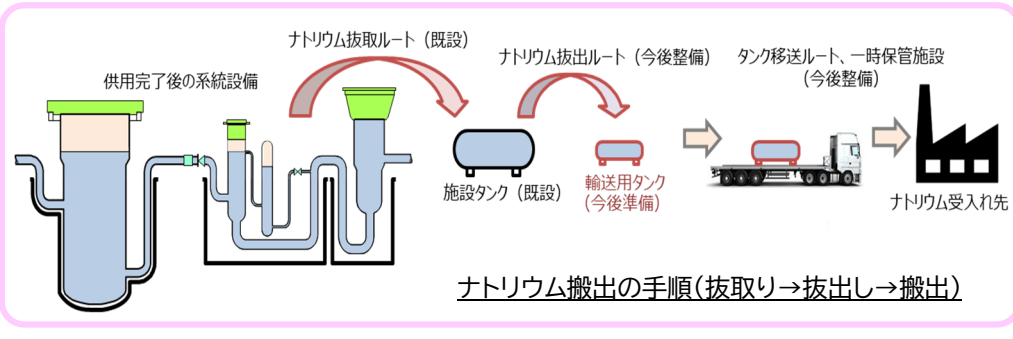 ナトリウム抜取ルート（既設）
供用完了後の系統設備
ナトリウム抜出ルート（今後整備）
タンク移送ルート、一時保管施設
（今後整備）
施設タンク（既設）
輸送用タンク
（今後準備）
ナトリウム受入れ先
ナトリウム搬出の手順（抜取り→抜出し→搬出）